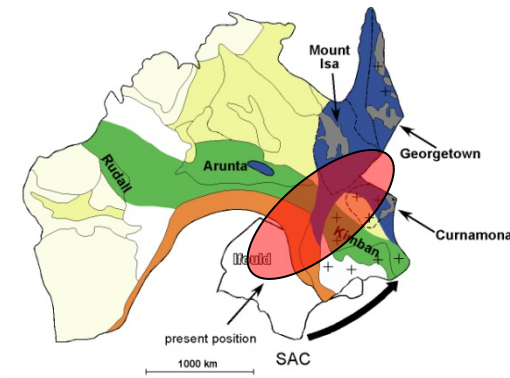 Mount
Isa
Georgetown
Arunta
Rudall
Curnamona
Kimban
Ifould
present position
SAC
1000 km